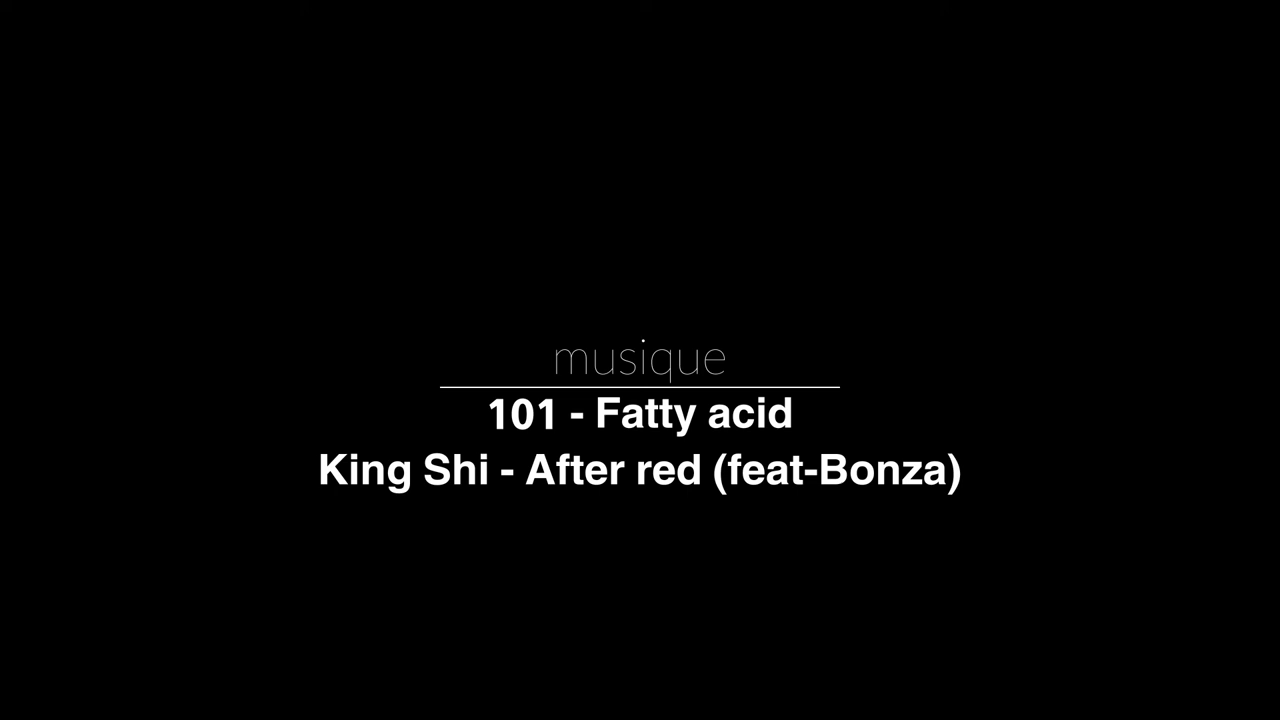 musique
101 - Fatty acid
King Shi - After red (feat-Bonza)